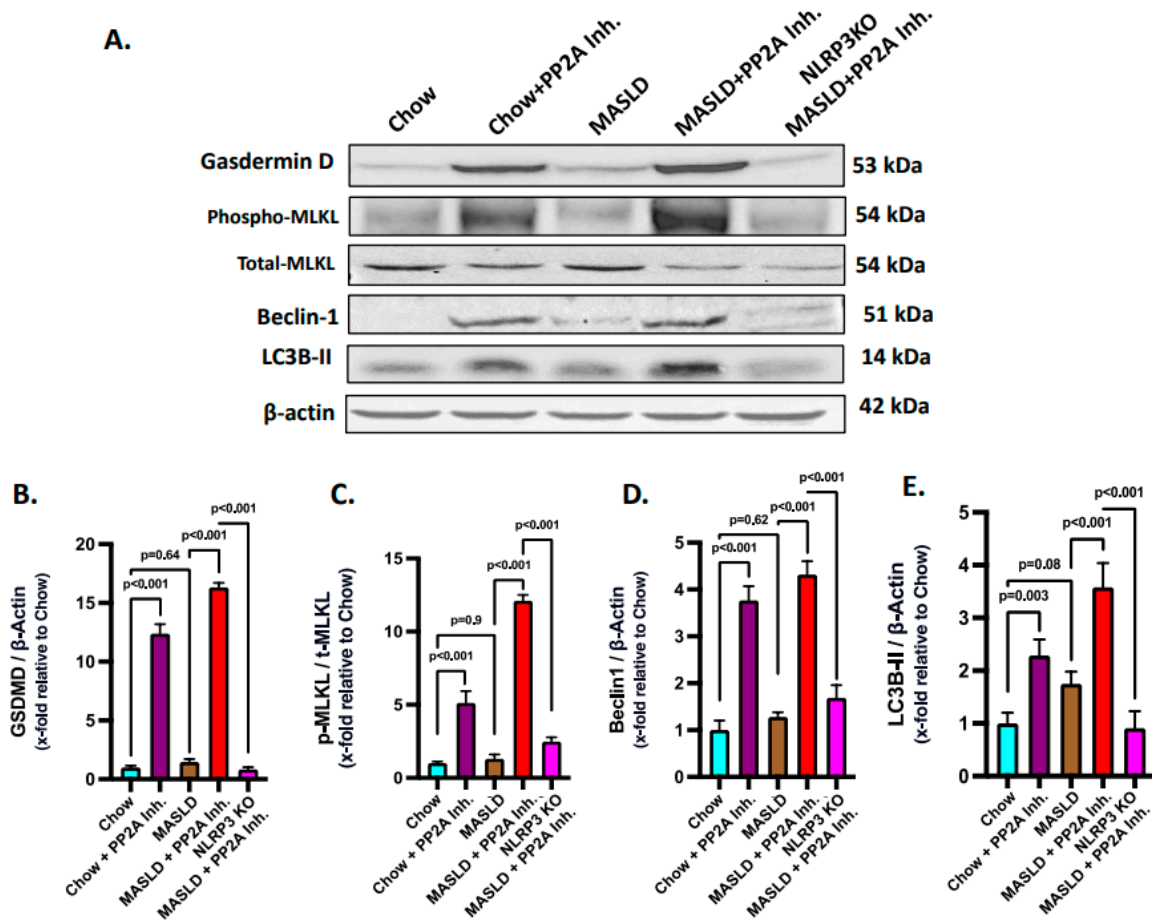 A.
Chow
Chow+PP2A Inh.
MASLD
MASLD+PP2A Inh.
NLRP3KO
MASLD+PP2A Inh.
Gasdermin D
53 kDa
Phospho-MLKL
54 kDa
Total-MLKL
54 kDa
Beclin-1
51 kDa
LC3B-II
14 kDa
β-actin
42 kDa
B.
GSDMD / β-Actin
(x-fold relative to Chow)
20
15
10
5
0
p<0.001
p=0.64
p<0.001
p<0.001
Chow
Chow + PP2A Inh.
MASLD
MASLD + PP2A Inh.
NLRP3 KO
MASLD + PP2A Inh.
C.
p-MLKL / t-MLKL
(x-fold relative to Chow)
15
10
5
0
p<0.001
p=0.9
p<0.001
p<0.001
Chow
Chow + PP2A Inh.
MASLD
MASLD + PP2A Inh.
NLRP3 KO
MASLD + PP2A Inh.
D.
Beclin1 / β-Actin
(x-fold relative to Chow)
5
4
3
2
1
0
p<0.001
p=0.62
p<0.001
p<0.001
Chow
Chow + PP2A Inh.
MASLD
MASLD + PP2A Inh.
NLRP3 KO
MASLD + PP2A Inh.
E.
LC3B-II / β-Actin
(x-fold relative to Chow)
5
4
3
2
1
0
p=0.003
p=0.08
p<0.001
p<0.001
Chow
Chow + PP2A Inh.
MASLD
MASLD + PP2A Inh.
NLRP3 KO
MASLD + PP2A Inh.